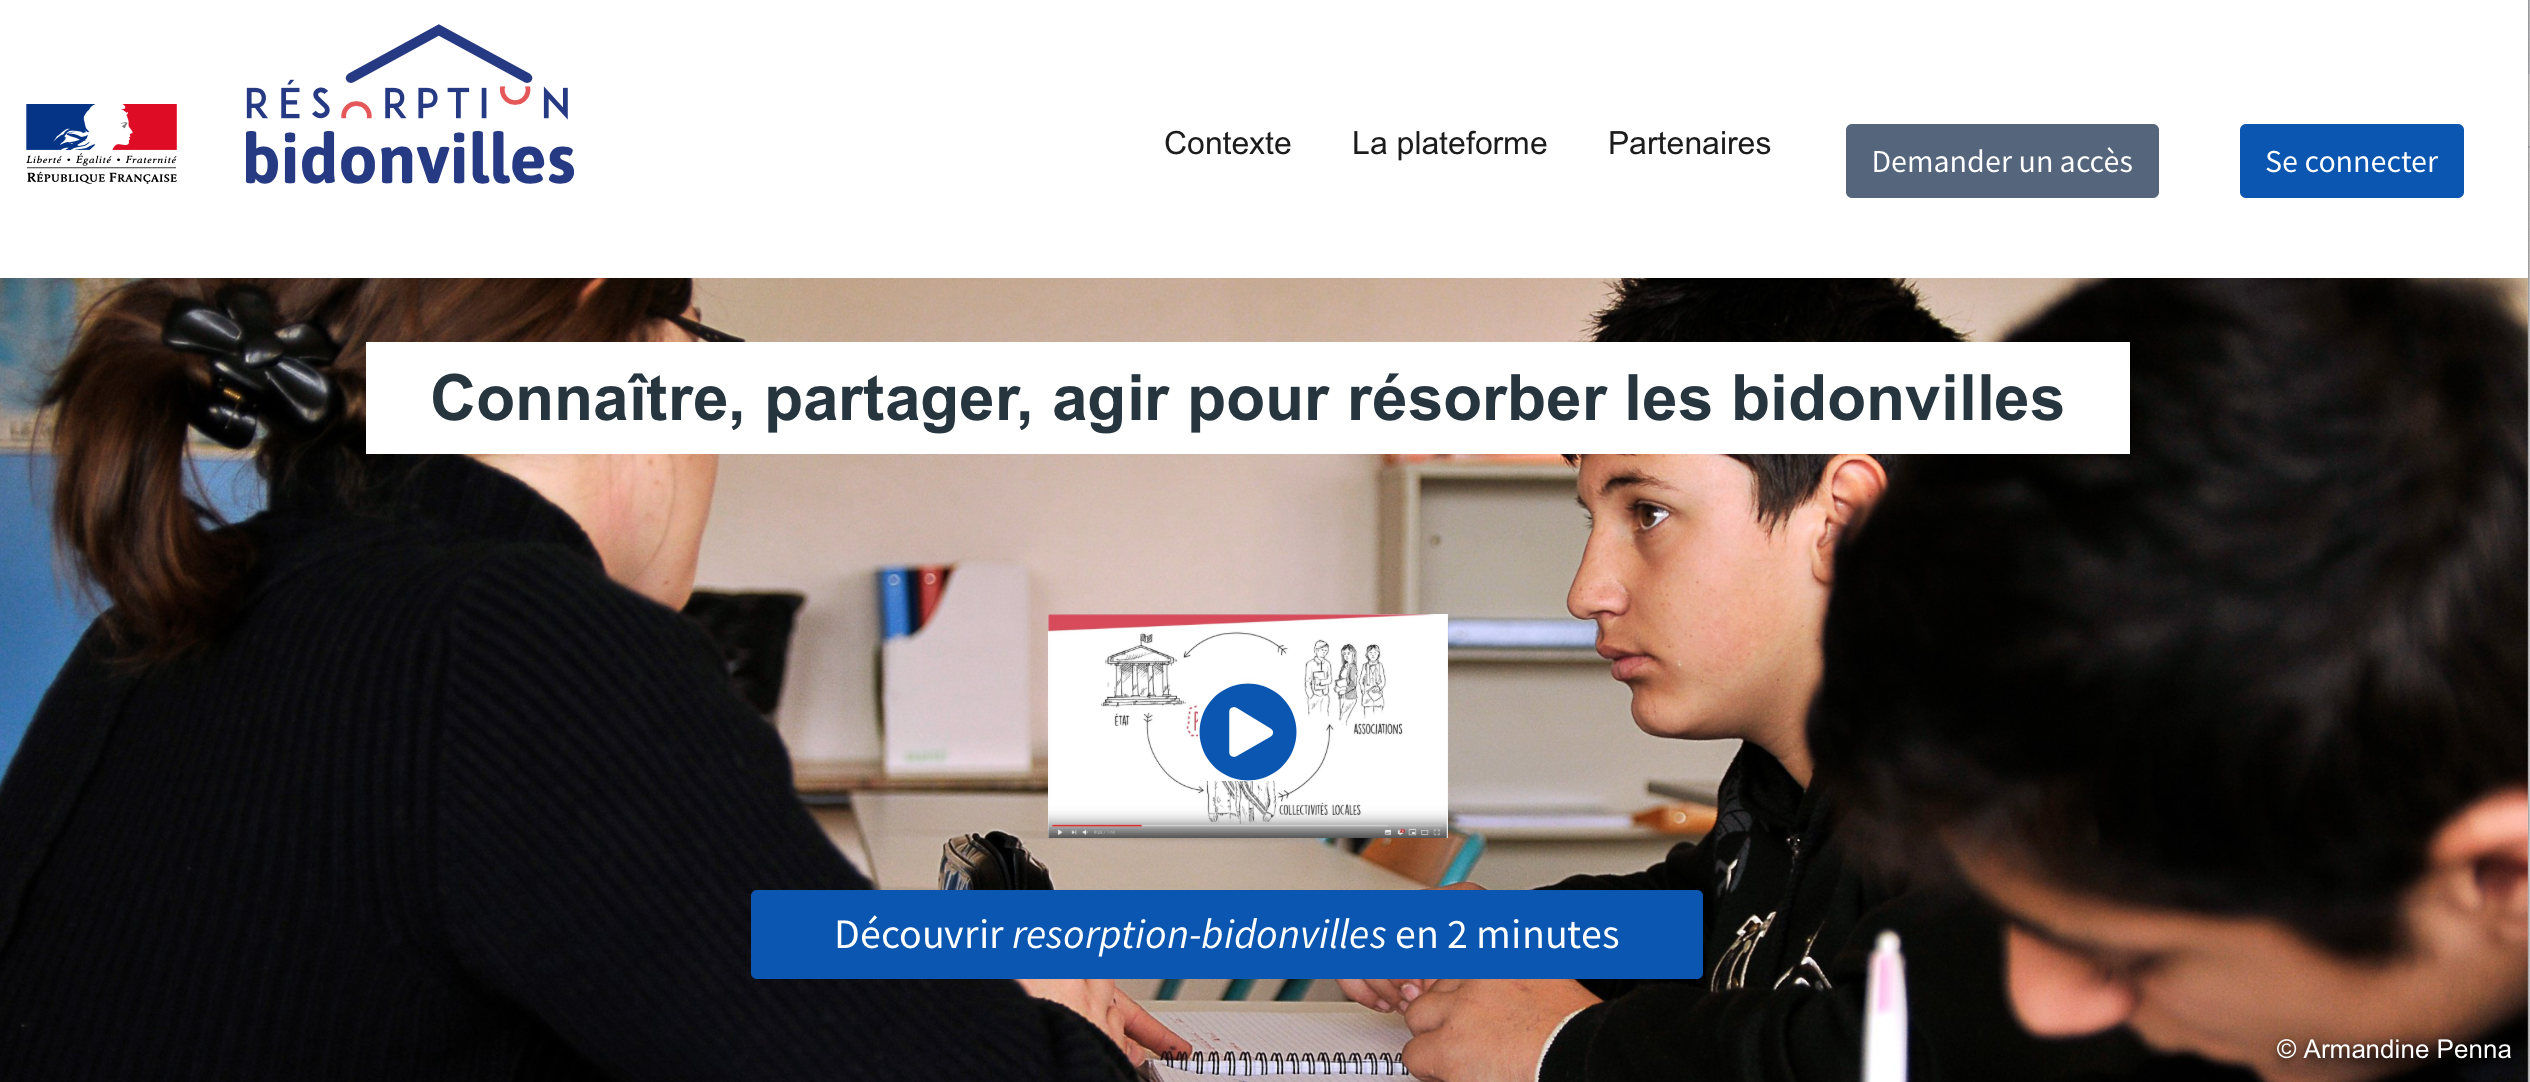 Liberté • Égalité • Fraternité
RÉPUBLIQUE FRANÇAISE
RÉSORPTION
bidonvilles
Contexte
La plateforme
Partenaires
Demander un accès
Se connecter
Connaître, partager, agir pour résorber les bidonvilles
ÉTAT
ASSOCIATIONS
COLLECTIVITÉS LOCALES
Découvrir resorption-bidonvilles en 2 minutes
© Armandine Penna